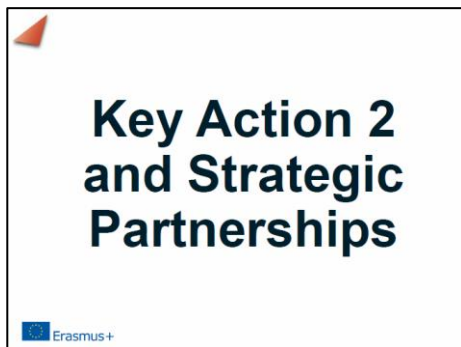 Key Action 2
and Strategic
Partnerships
Erasmus+